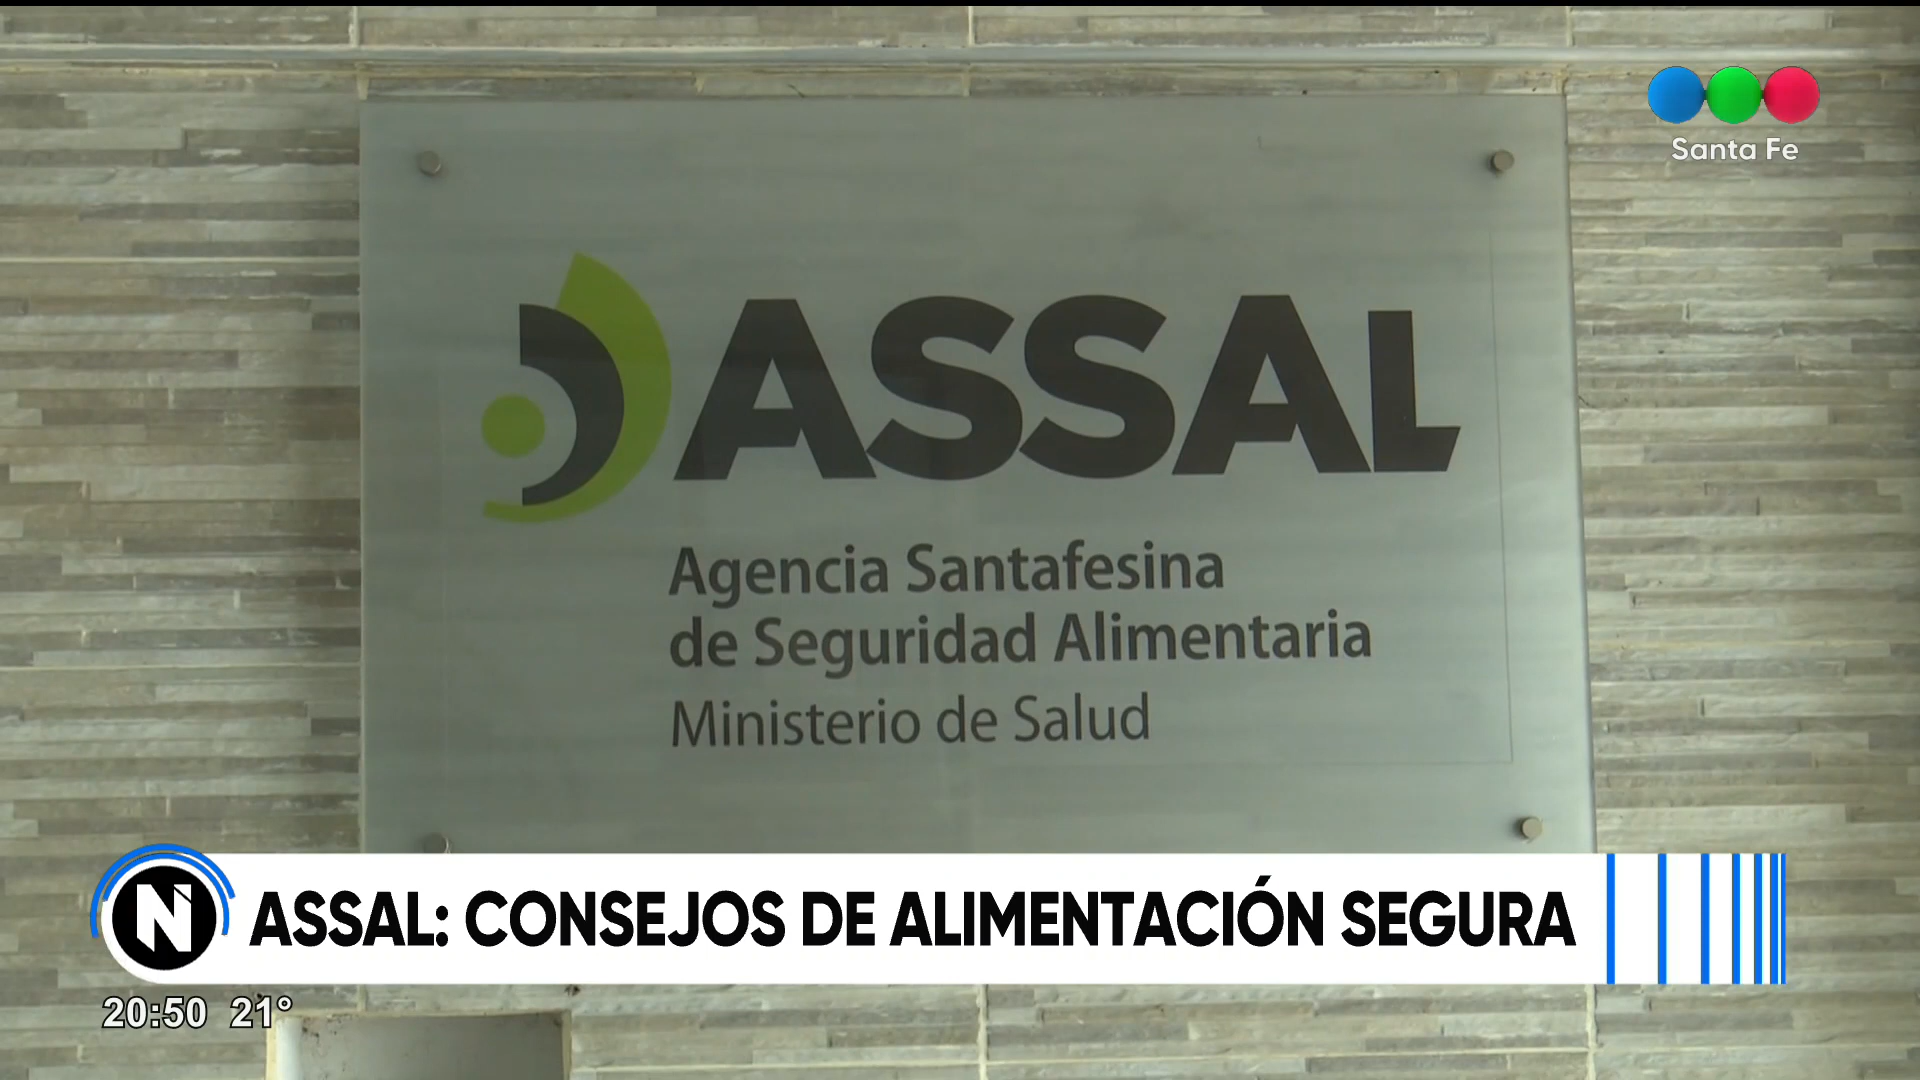 Santa Fe
ASSAL
Agencia Santafesina
de Seguridad Alimentaria
Ministerio de Salud
N ASSAL: CONSEJOS DE ALIMENTACIÓN SEGURA
20:50 21°